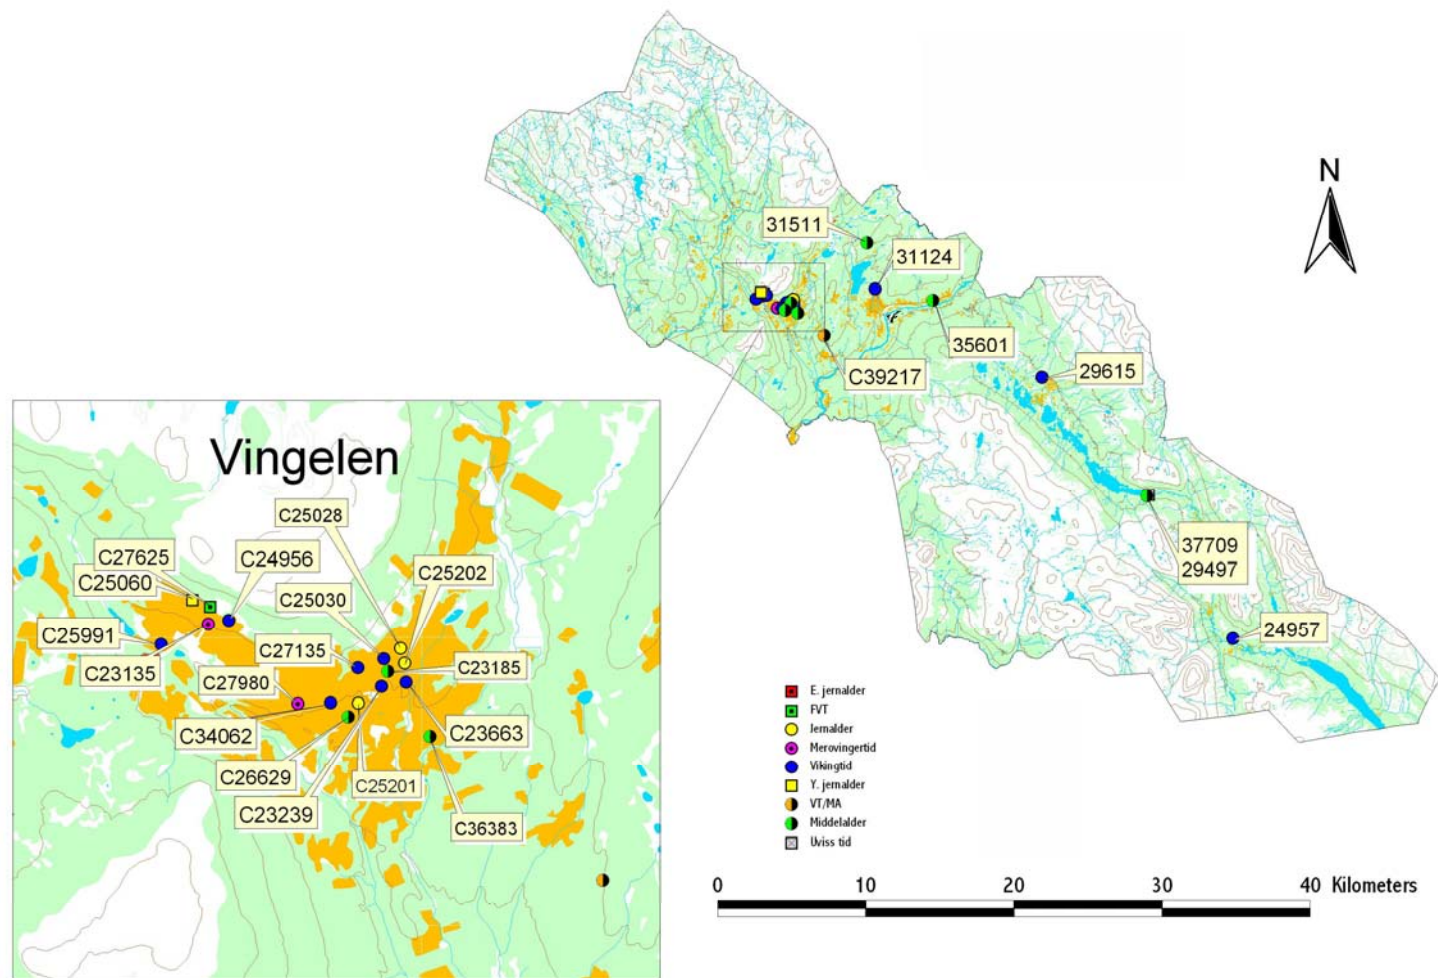 N
31511
31124
35601
C39217
29615
37709
29497
24957
Vingelen
C25028
C27625
C24956
C25060
C25202
C25030
C25991
C27135
C23185
C23135
C27980
C34062
C23663
C26629
C25201
C23239
C36383
E. jernalder
FVT
Jernalder
Merovingertid
Vikingtid
Y. jernalder
VT/MA
Middelalder
Uviss tid
0 10 20 30 40 Kilometers